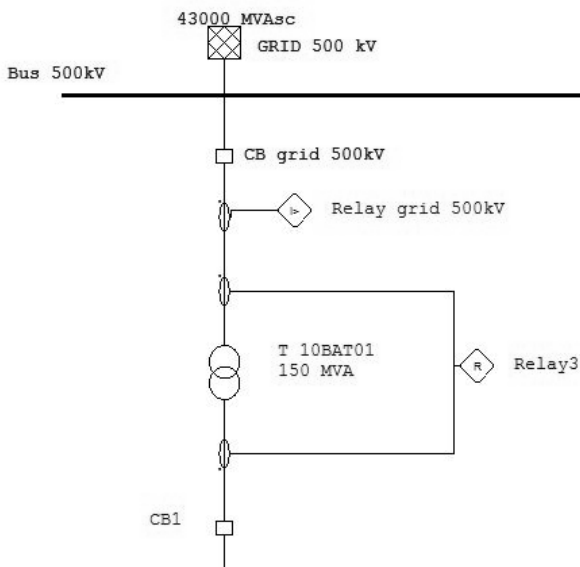 43000 MVAsc
GRID 500 kV
Bus 500kV
CB grid 500kV
I>
Relay grid 500kV
T 10BAT01
150 MVA
R
Relay3
CB1